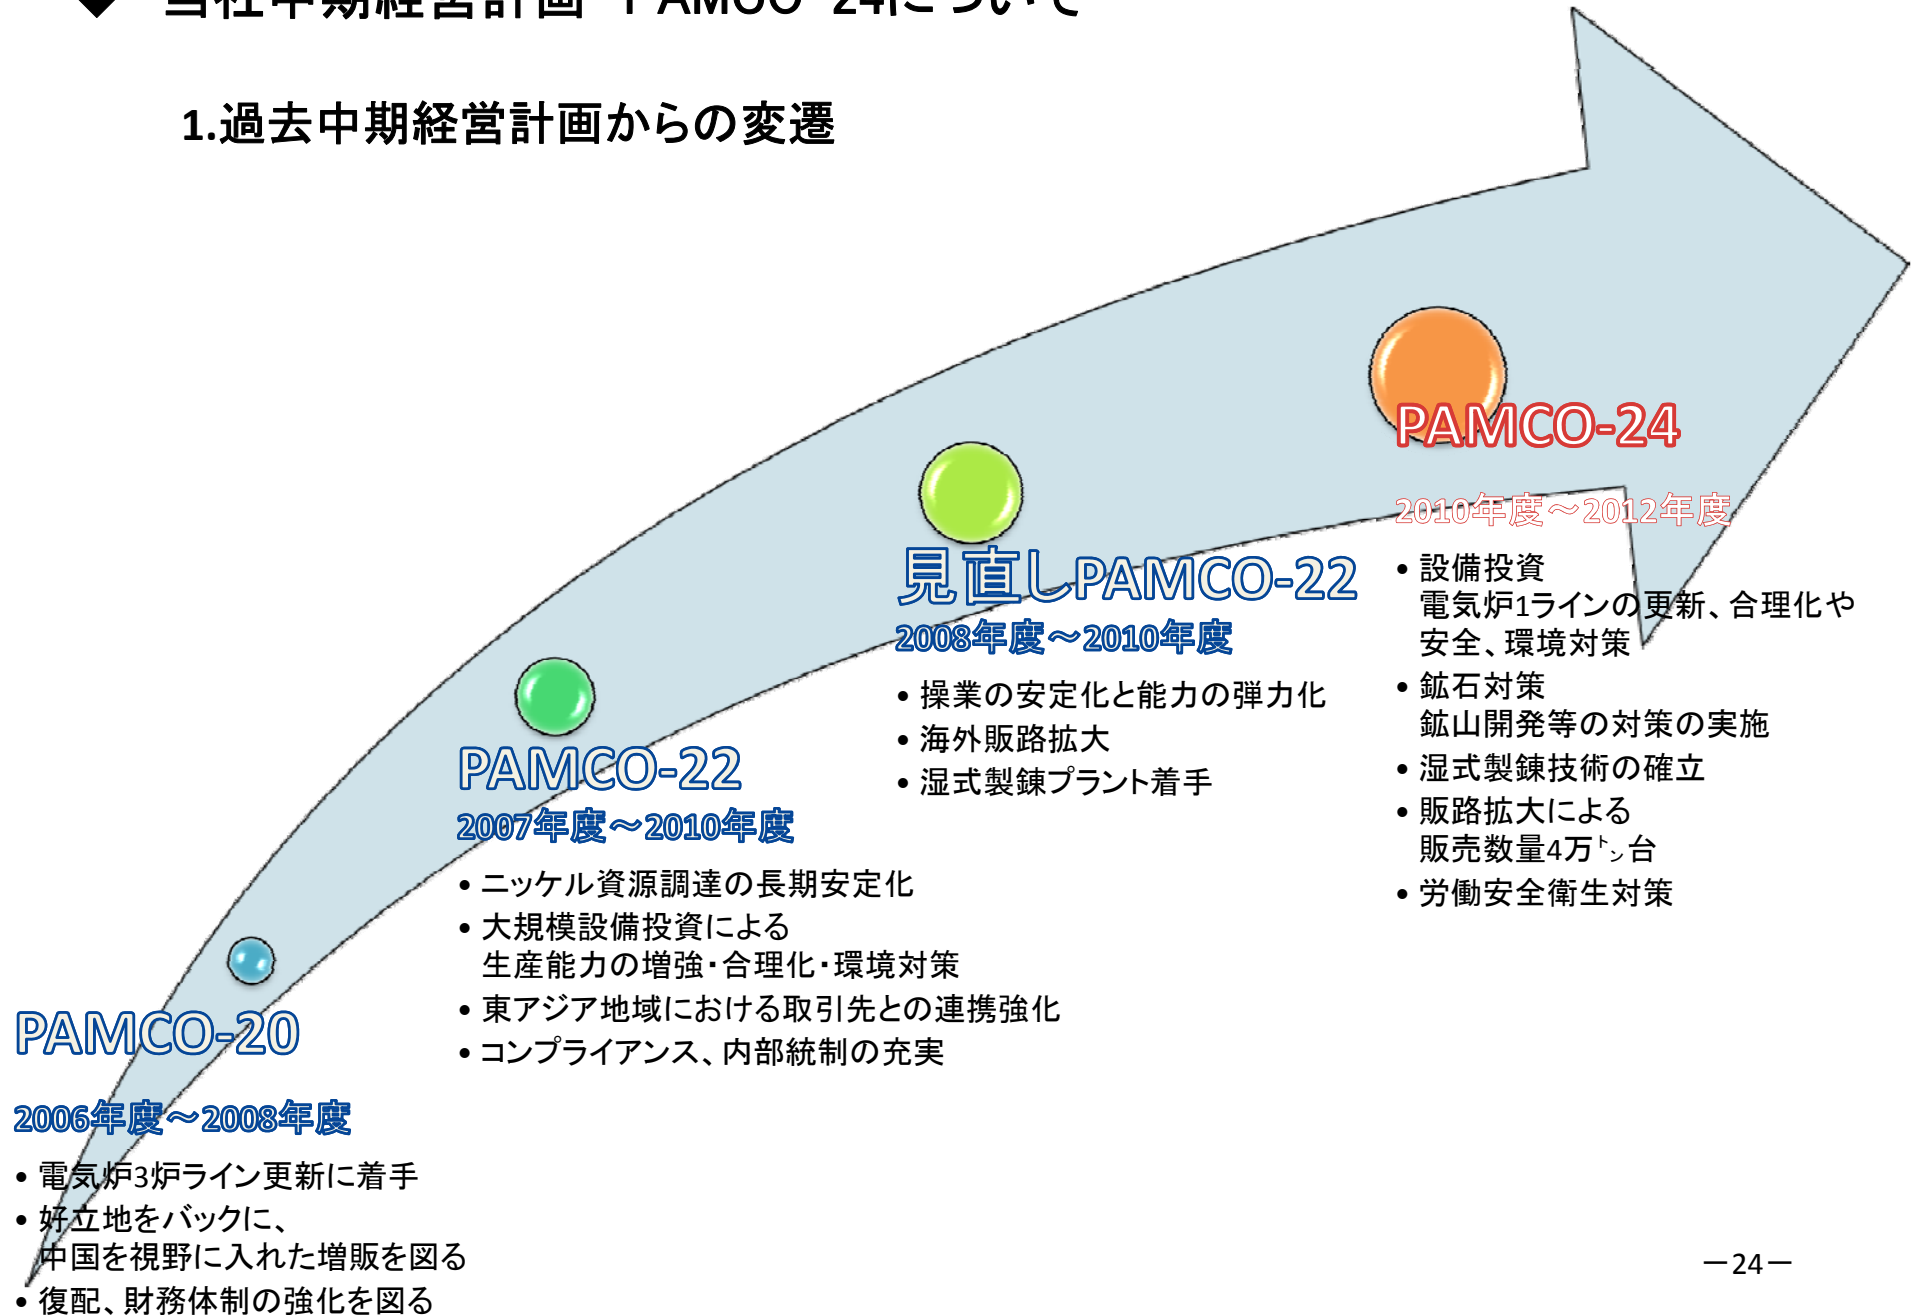 ◆ 当社中期経営計画 PAMCO-24について
1.過去中期経営計画からの変遷
PAMCO-20
2006年度～2008年度
• 電気炉3炉ライン更新に着手
• 好立地をバックに、
中国を視野に入れた増販を図る
• 復配、財務体制の強化を図る
PAMCO-22
2007年度～2010年度
• ニッケル資源調達の長期安定化
• 大規模設備投資による
生産能力の増強・合理化・環境対策
• 東アジア地域における取引先との連携強化
• コンプライアンス、内部統制の充実
見直しPAMCO-22
2008年度～2010年度
• 操業の安定化と能力の弾力化
• 海外販路拡大
• 湿式製錬プラント着手
PAMCO-24
2010年度～2012年度
• 設備投資
電気炉1ラインの更新、合理化や
安全、環境対策
• 鉱石対策
鉱山開発等の対策の実施
• 湿式製錬技術の確立
• 販路拡大による
販売数量4万㌧台
• 労働安全衛生対策
－24－